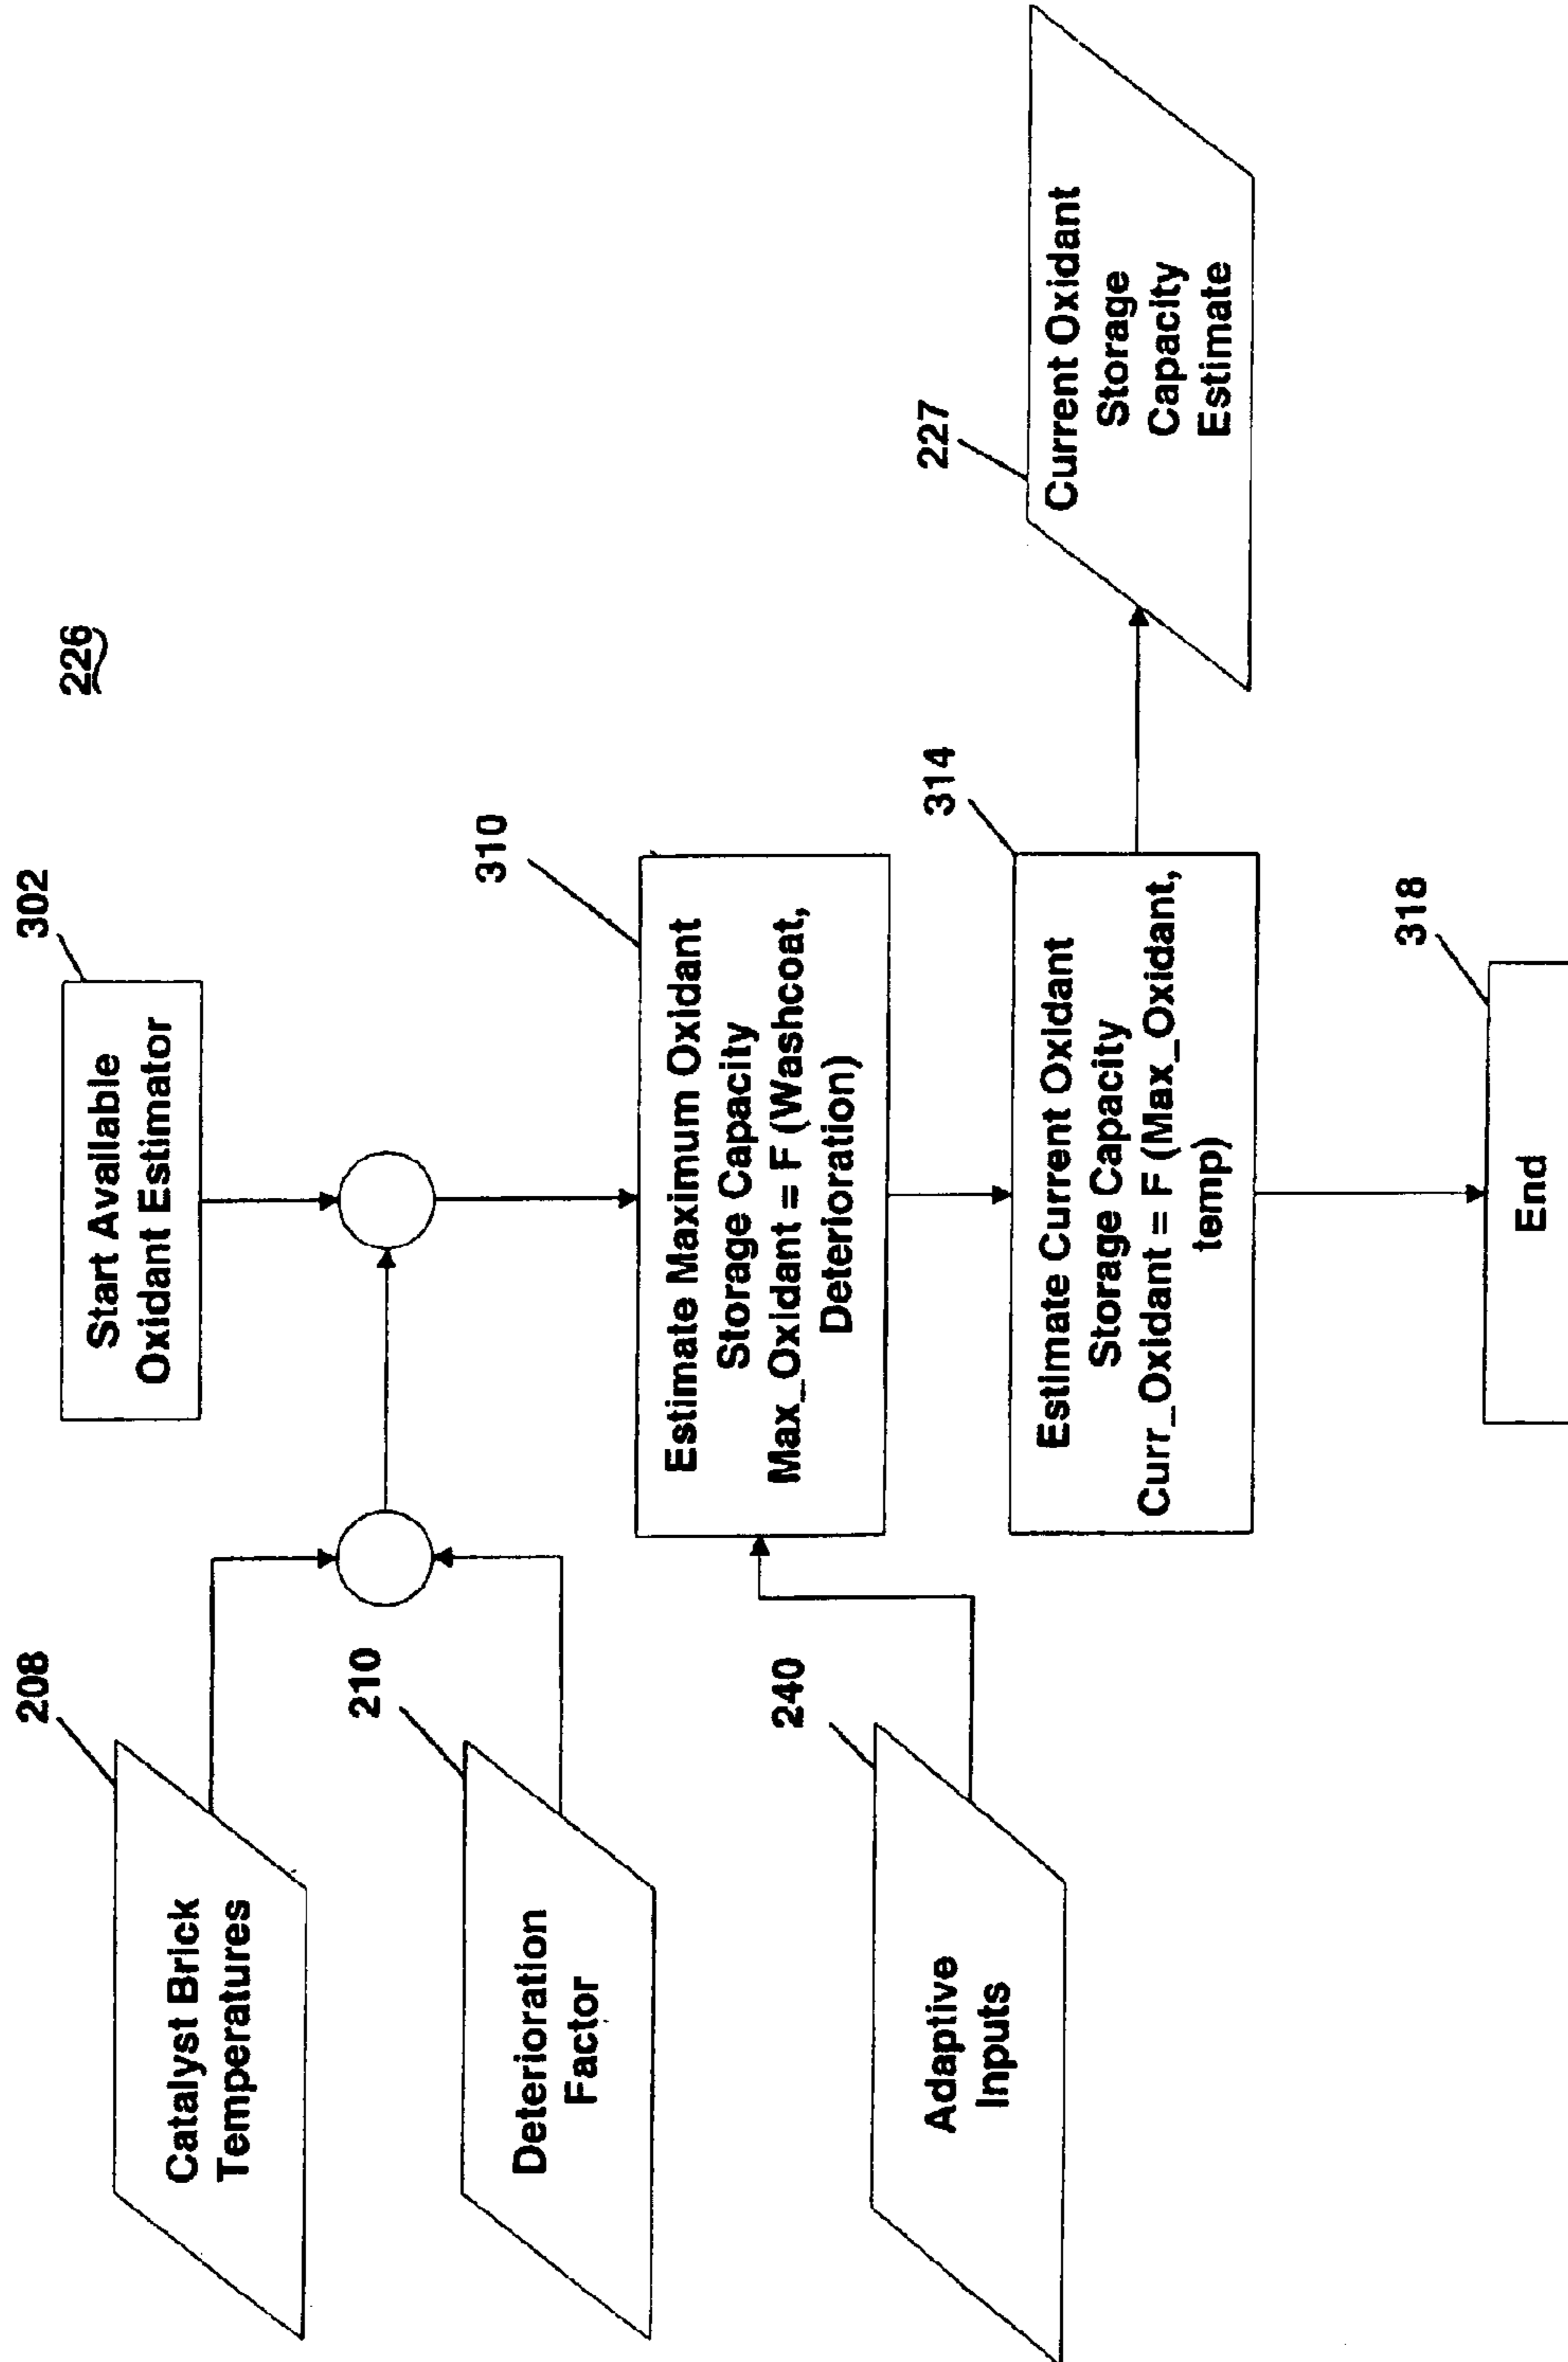 226
302
Start Available
Oxidant Estimator
208
Catalyst Brick
Temperatures
210
Deterioration
Factor
310
Estimate Maximum Oxidant
Storage Capacity
Max_Oxidant = F (Washcoat,
Deterioration)
240
Adaptive
Inputs
314
Estimate Current Oxidant
Storage Capacity
Curr_Oxidant = F (Max_Oxidant,
temp)
227
Current Oxidant
Storage
Capacity
Estimate
318
End